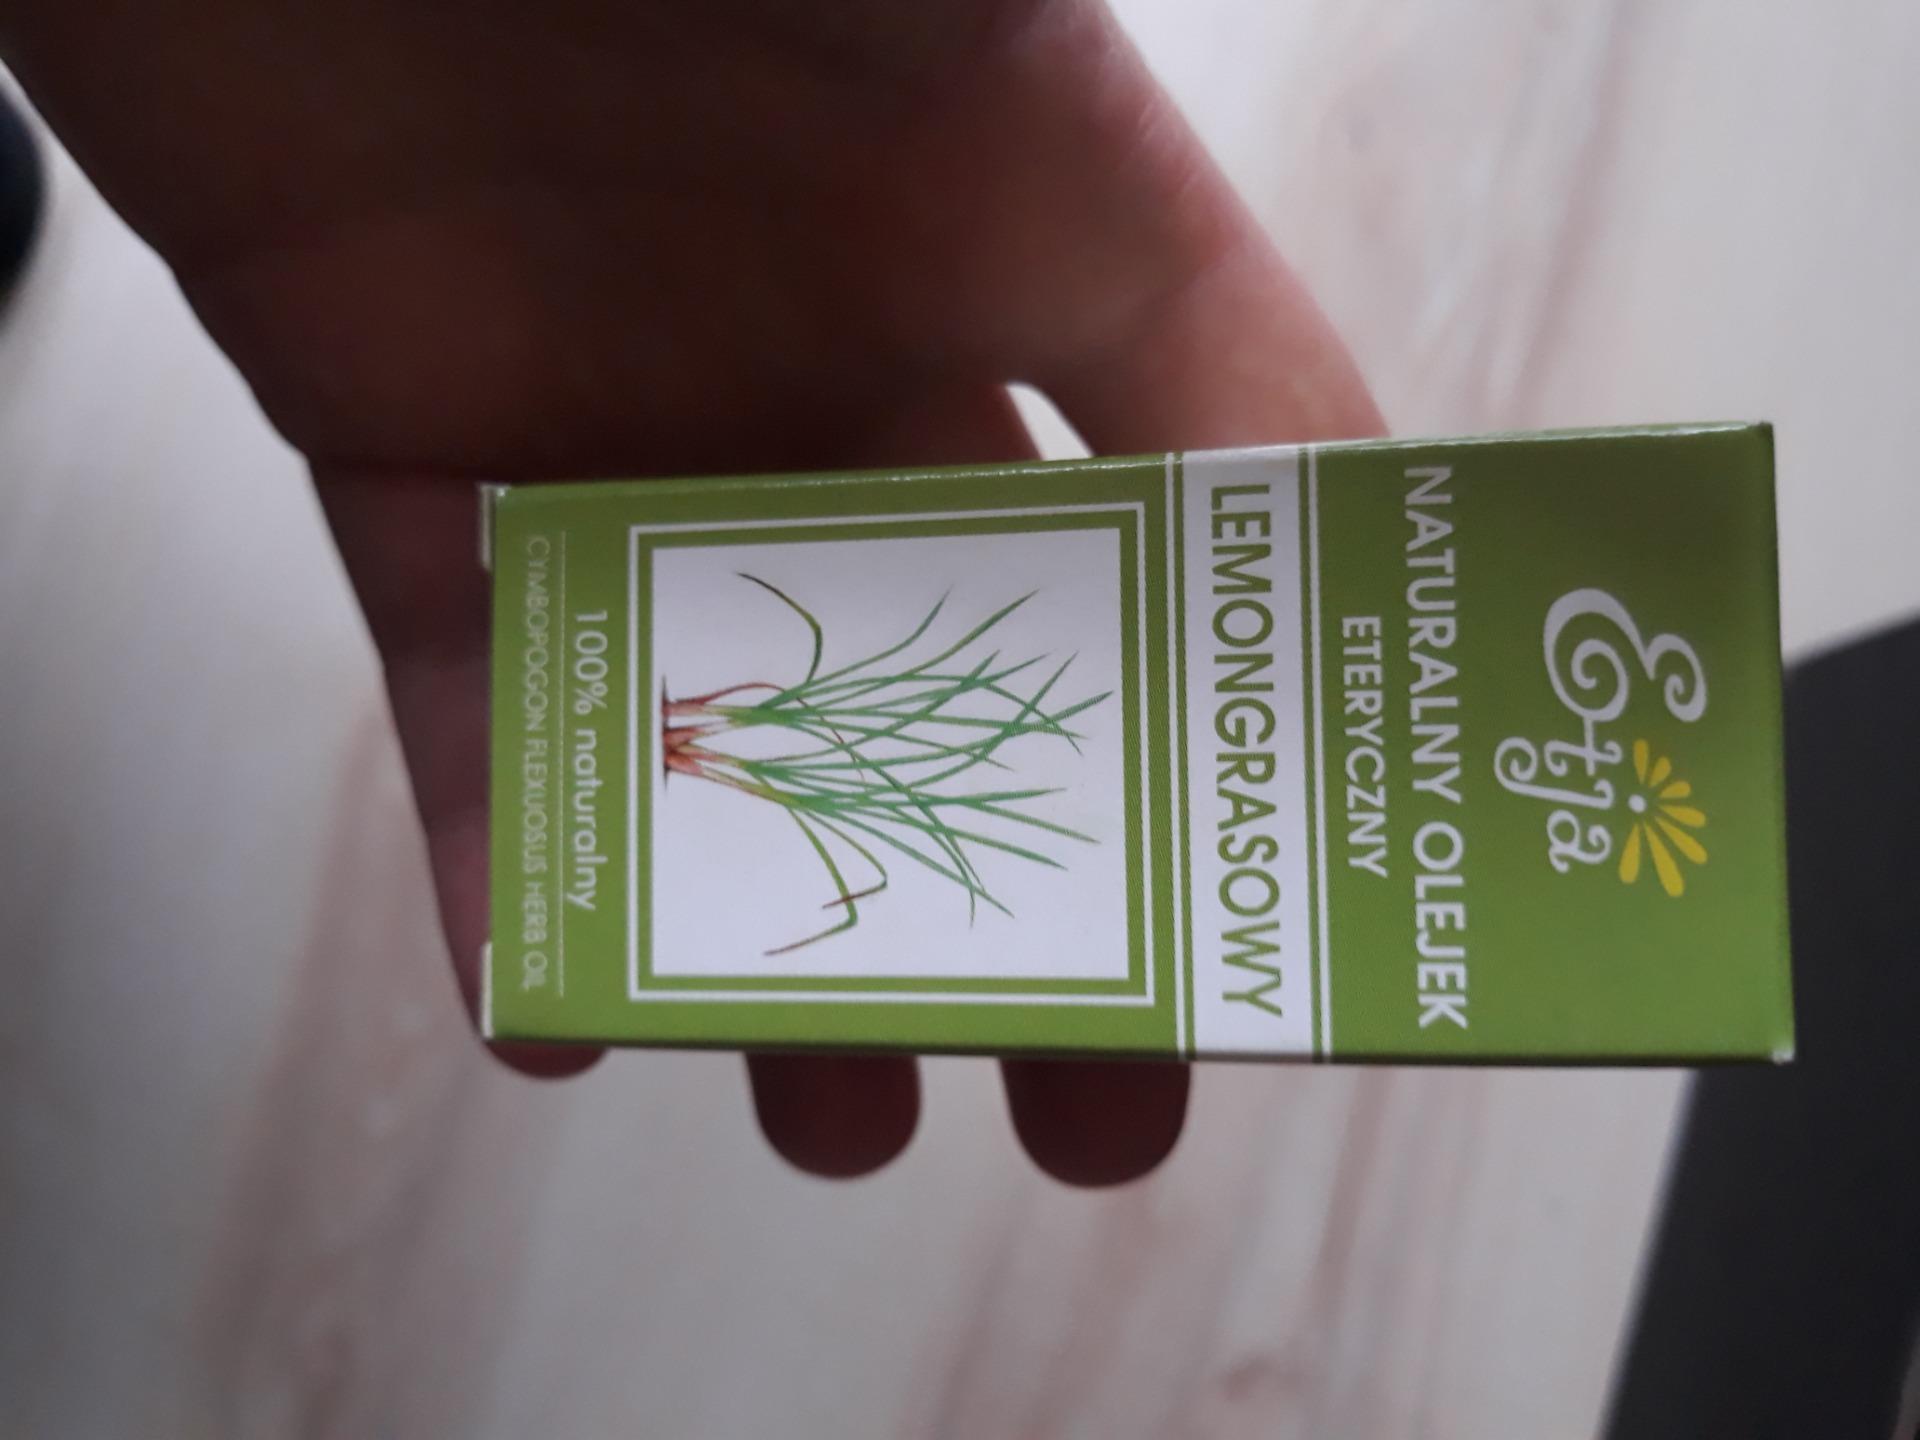 Etja
NATURALNY OLEJEK
ETERYCZNY
LEMONGRASOWY
100% naturalny
CYMBOPOGON FLEXUOSUS HERB OIL